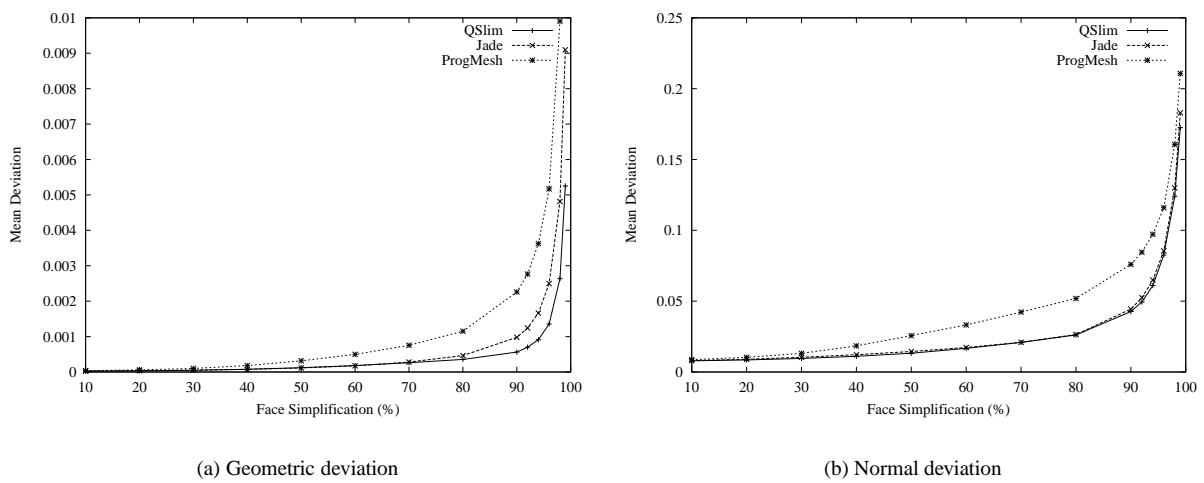 0.01
0.009
0.008
0.007
0.006
0.005
0.004
0.003
0.002
0.001
0
Mean Deviation
10 20 30 40 50 60 70 80 90 100
Face Simplification (%)
QSlim
Jade
ProgMesh
(a) Geometric deviation
0.25
0.2
0.15
0.1
0.05
0
Mean Deviation
10 20 30 40 50 60 70 80 90 100
Face Simplification (%)
QSlim
Jade
ProgMesh
(b) Normal deviation